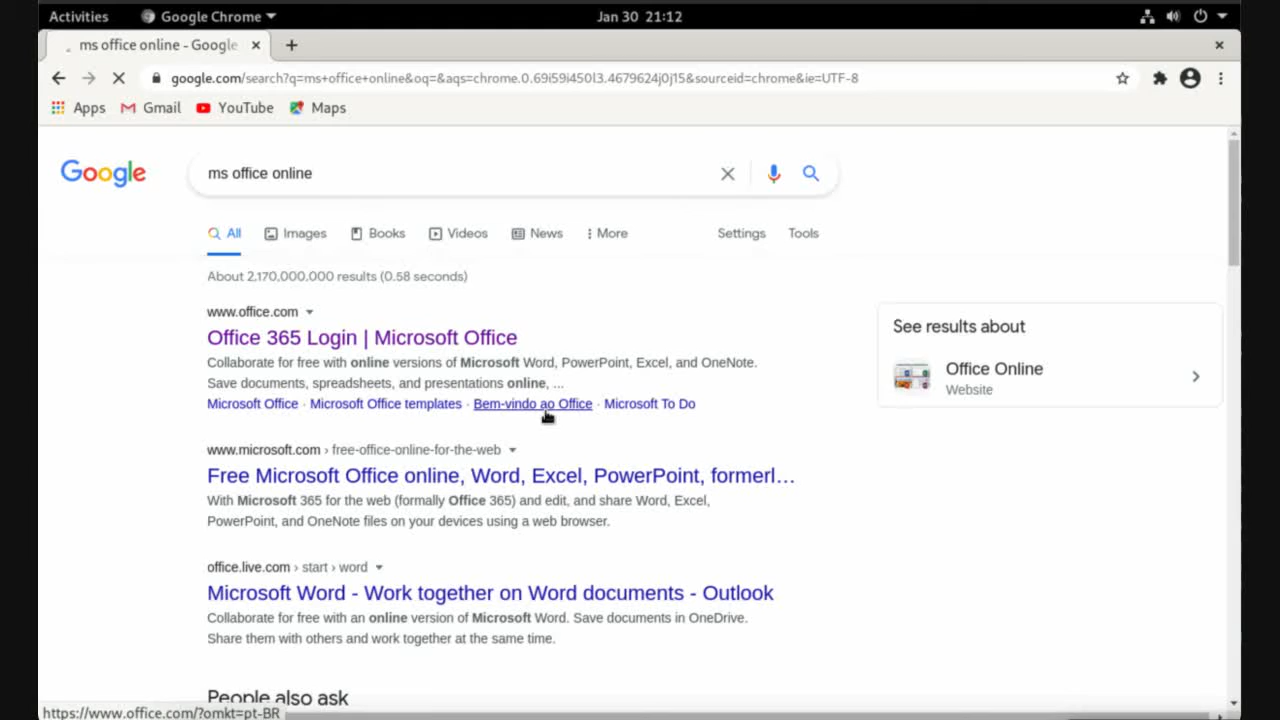 Activities Google Chrome Jan 30 21:12
ms office online - Google
google.com/search?q=ms+office+online&oq=&aqs=chrome.0.69i59i450l3.4679624j0j15&sourceid=chrome&ie=UTF-8
Apps Gmail YouTube Maps
Google ms office online
All Images Books Videos News More Settings Tools
About 2,170,000,000 results (0.58 seconds)
www.office.com
Office 365 Login | Microsoft Office
Collaborate for free with online versions of Microsoft Word, PowerPoint, Excel, and OneNote.
Save documents, spreadsheets, and presentations online, ...
Microsoft Office · Microsoft Office templates · Bem-vindo ao Office · Microsoft To Do
See results about
Office Online
Website
www.microsoft.com › free-office-online-for-the-web
Free Microsoft Office online, Word, Excel, PowerPoint, formerl...
With Microsoft 365 for the web (formally Office 365) and edit, and share Word, Excel,
PowerPoint, and OneNote files on your devices using a web browser.
office.live.com › start › word
Microsoft Word - Work together on Word documents - Outlook
Collaborate for free with an online version of Microsoft Word. Save documents in OneDrive.
Share them with others and work together at the same time.
People also ask
https://www.office.com/?omkt=pt-BR